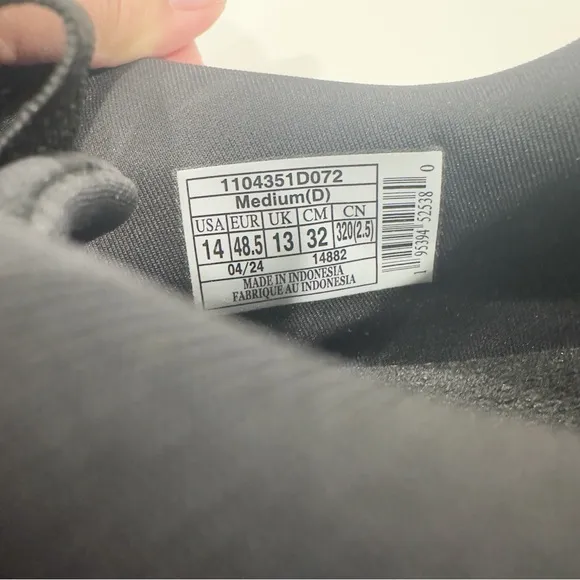 1104351D072
Medium(D)
USA EUR UK CM CN
14 48.5 13 32 320(2.5)
04/24 14882
MADE IN INDONESIA
FABRIQUE AU INDONESIA
1 95394 52538 0